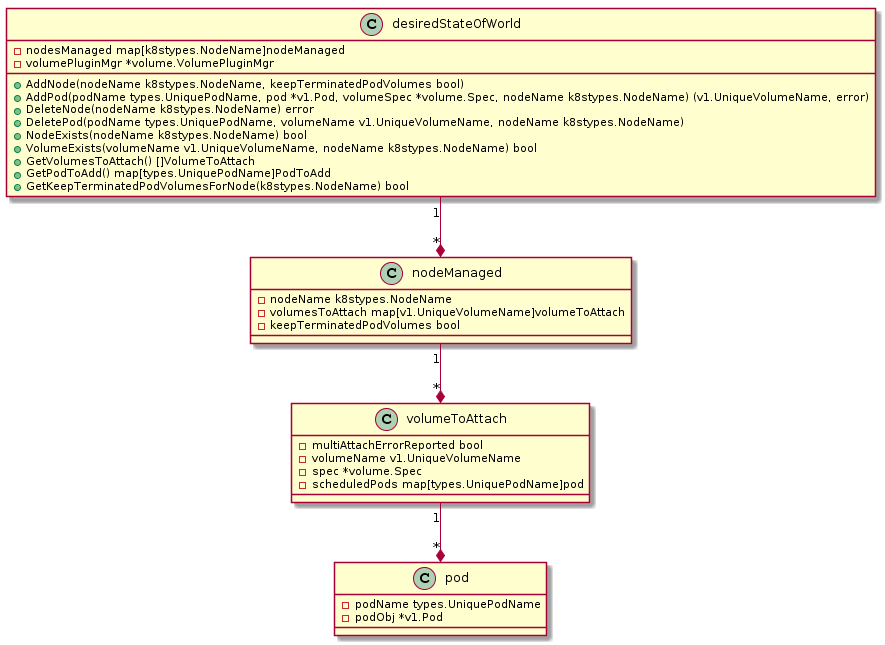 C desiredStateOfWorld
nodesManaged map[k8stypes.NodeName]nodeManaged
volumePluginMgr *volume.VolumePluginMgr
AddNode(nodeName k8stypes.NodeName, keepTerminatedPodVolumes bool)
AddPod(podName types.UniquePodName, pod *v1.Pod, volumeSpec *volume.Spec, nodeName k8stypes.NodeName) (v1.UniqueVolumeName, error)
DeleteNode(nodeName k8stypes.NodeName) error
DeletePod(podName types.UniquePodName, volumeName v1.UniqueVolumeName, nodeName k8stypes.NodeName)
NodeExists(nodeName k8stypes.NodeName) bool
VolumeExists(volumeName v1.UniqueVolumeName, nodeName k8stypes.NodeName) bool
GetVolumesToAttach() []VolumeToAttach
GetPodToAdd() map[types.UniquePodName]PodToAdd
GetKeepTerminatedPodVolumesForNode(k8stypes.NodeName) bool
1
*
C nodeManaged
nodeName k8stypes.NodeName
volumesToAttach map[v1.UniqueVolumeName]volumeToAttach
keepTerminatedPodVolumes bool
1
*
C volumeToAttach
multiAttachErrorReported bool
volumeName v1.UniqueVolumeName
spec *volume.Spec
scheduledPods map[types.UniquePodName]pod
1
*
C pod
podName types.UniquePodName
podObj *v1.Pod